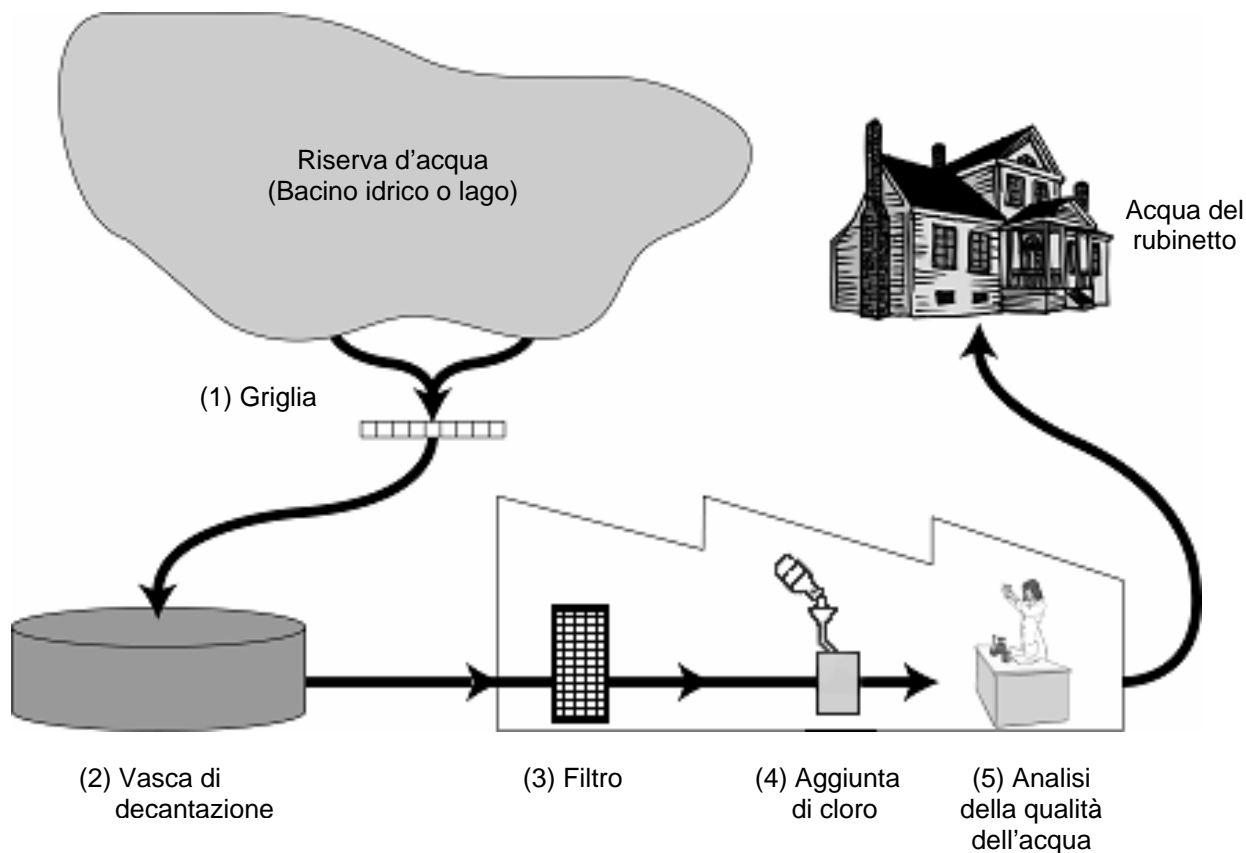 Riserva d’acqua
(Bacino idrico o lago)
Acqua del
rubinetto
(1) Griglia
(2) Vasca di
decantazione
(3) Filtro
(4) Aggiunta
di cloro
(5) Analisi
della qualità
dell’acqua